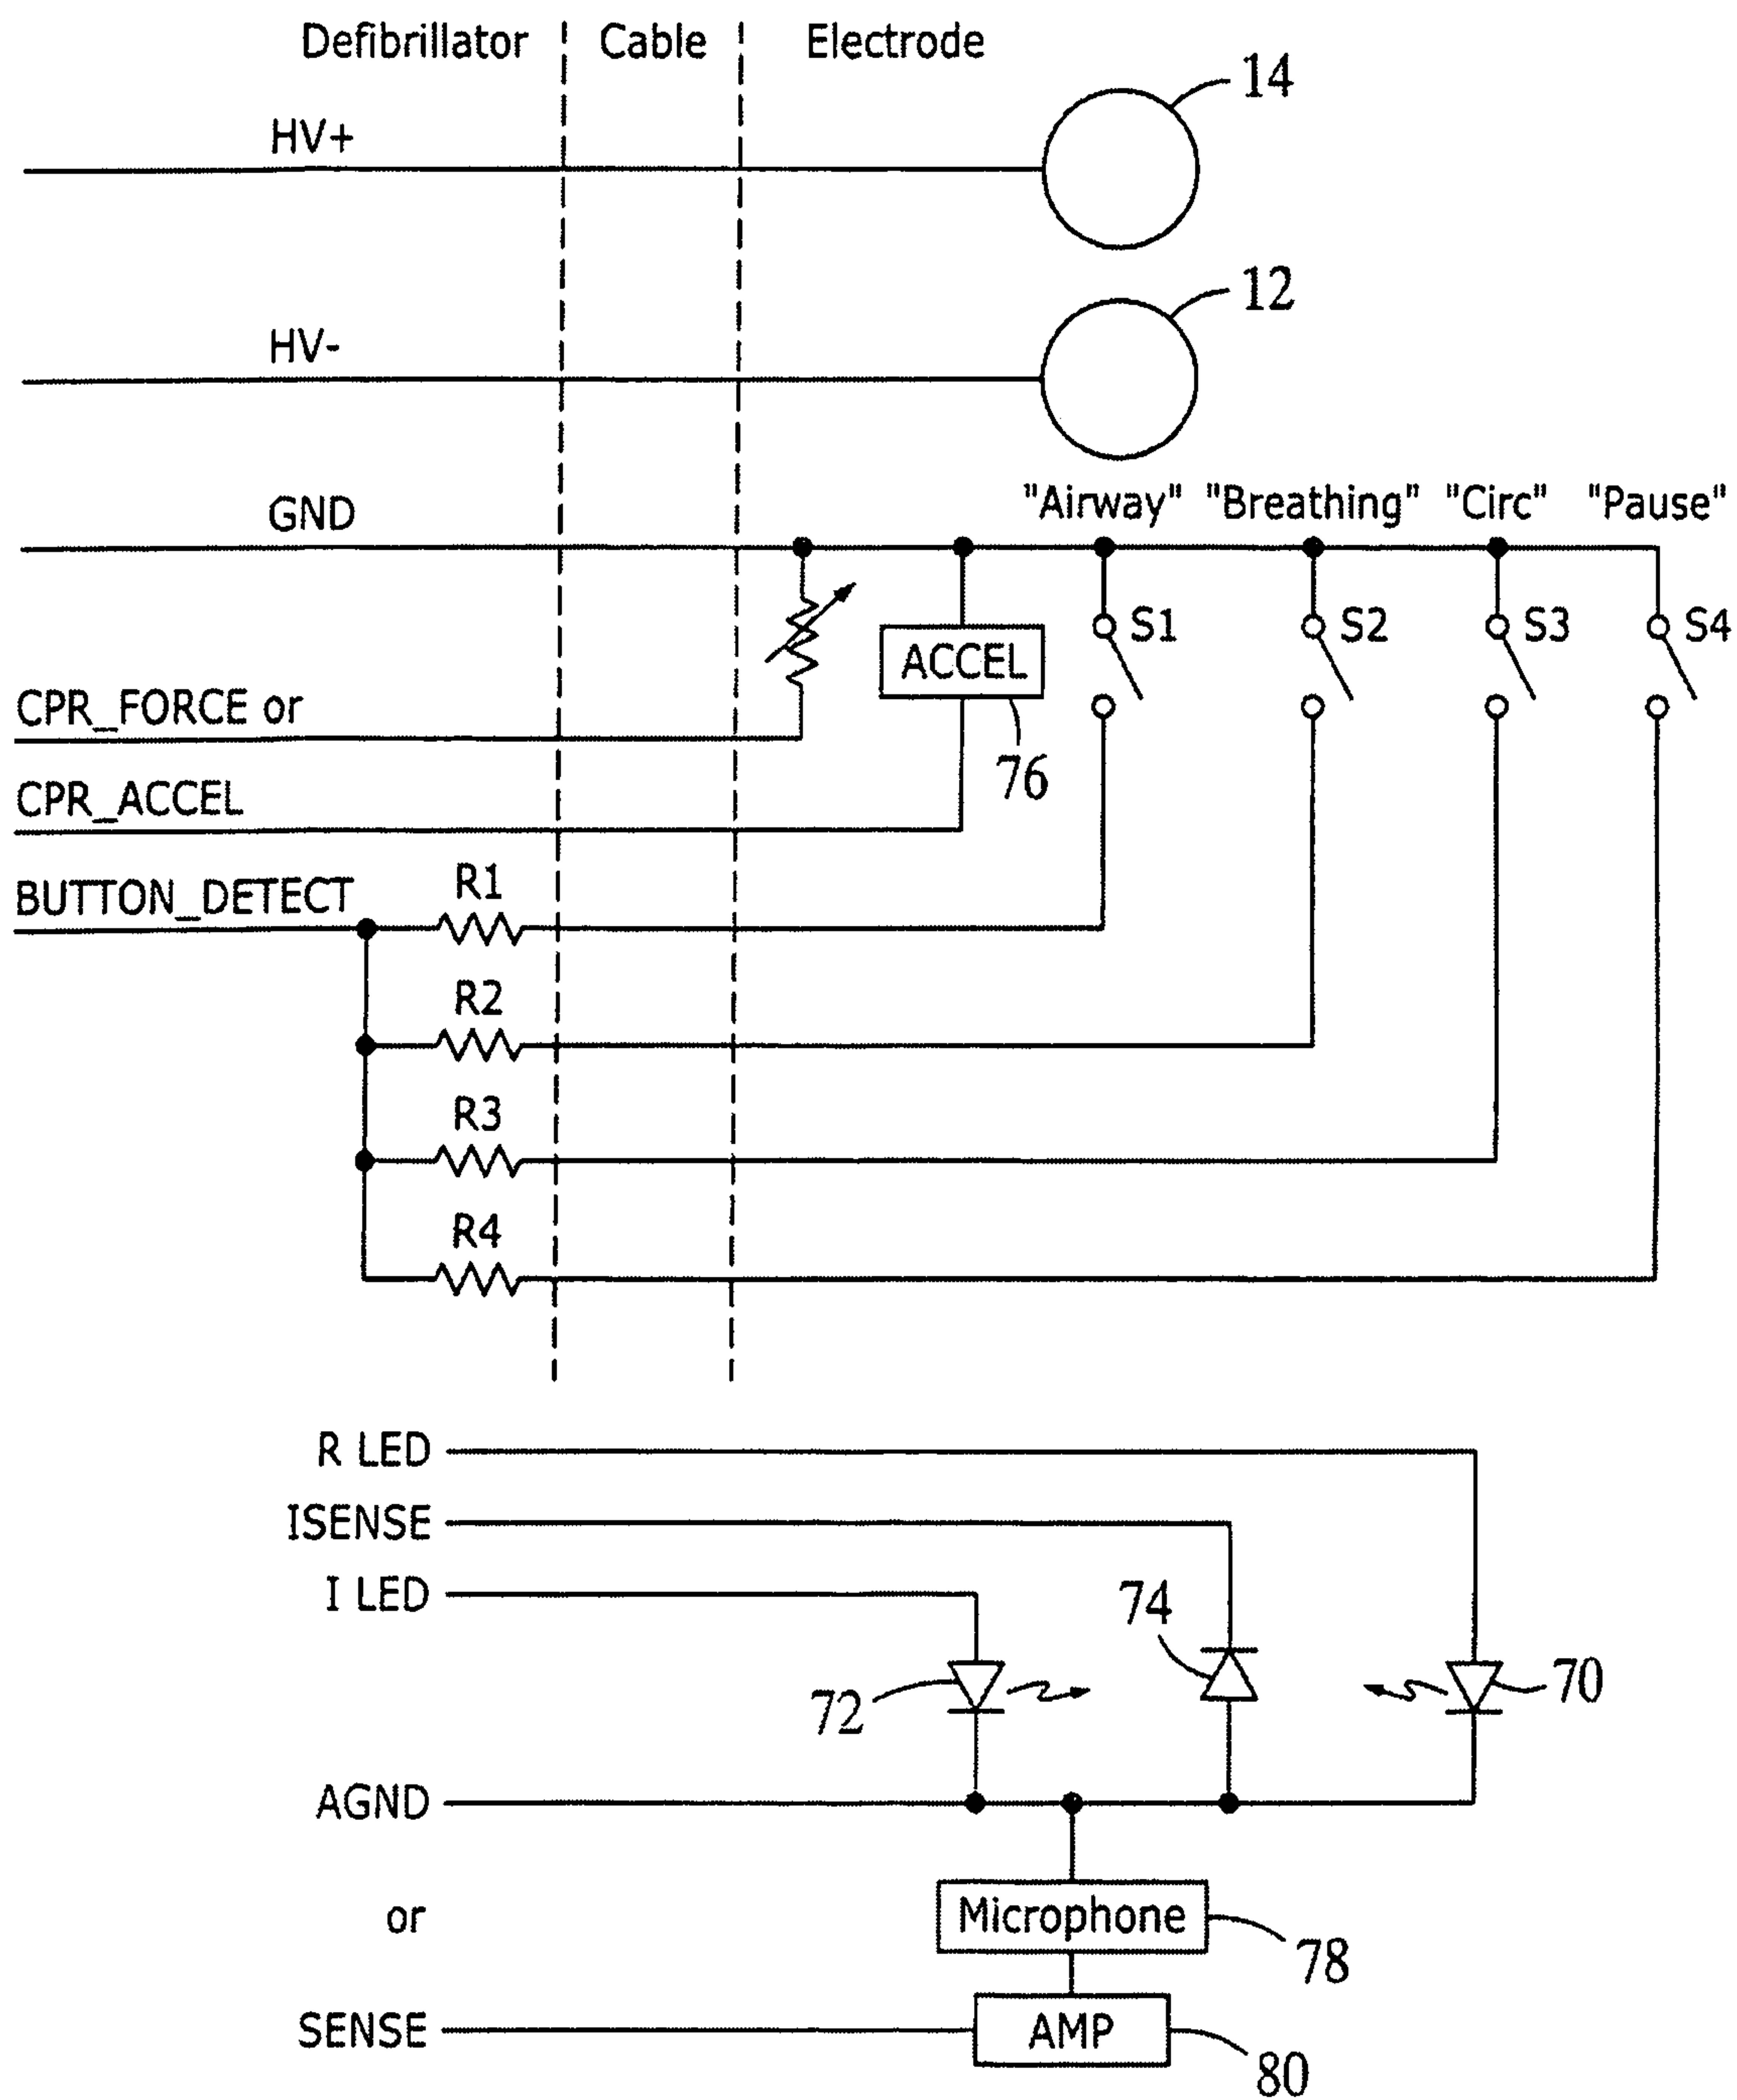 Defibrillator Cable Electrode
14
HV+
12
HV-
"Airway" "Breathing" "Circ" "Pause"
GND
S1 S2 S3 S4
ACCEL
CPR_FORCE or
76
CPR_ACCEL
R1
BUTTON_DETECT
R2
R3
R4
R LED
ISENSE
I LED
74
72
70
AGND
or
Microphone
78
SENSE
AMP
80